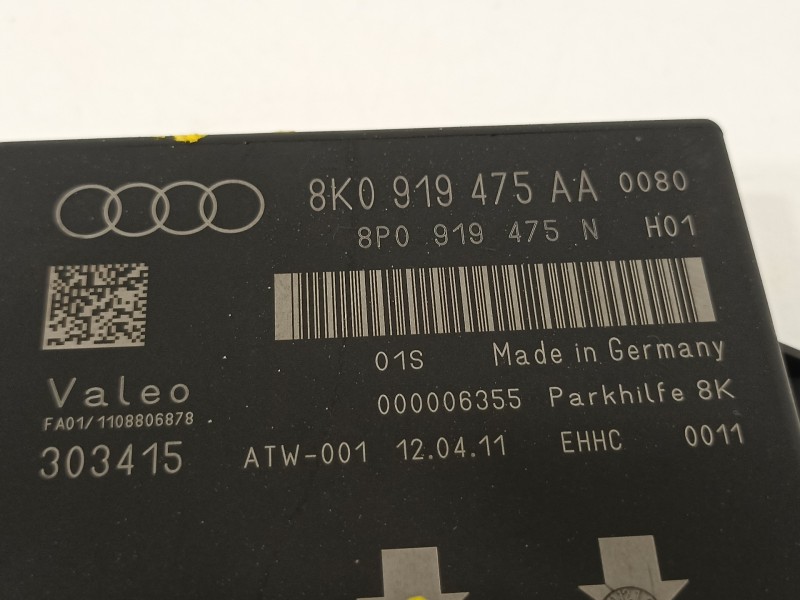 8K0 919 475 AA 0080
8P0 919 475 N H01
01S Made in Germany
Valeo 000006355 Parkhilfe 8K
FA01/1108806878
303415 ATW-001 12.04.11 EHHC 0011